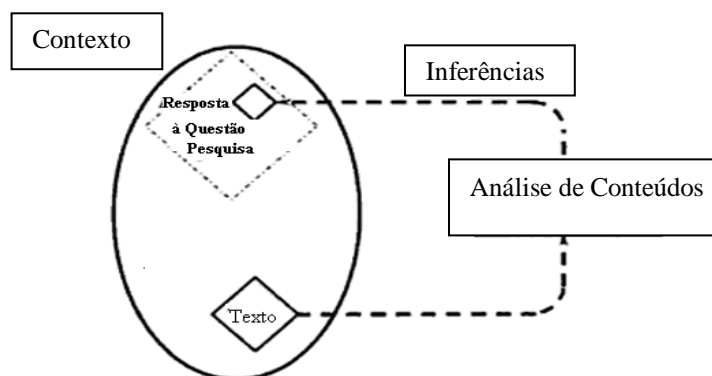 Contexto
Inferências
Resposta
à Questão
Pesquisa
Análise de Conteúdos
Texto